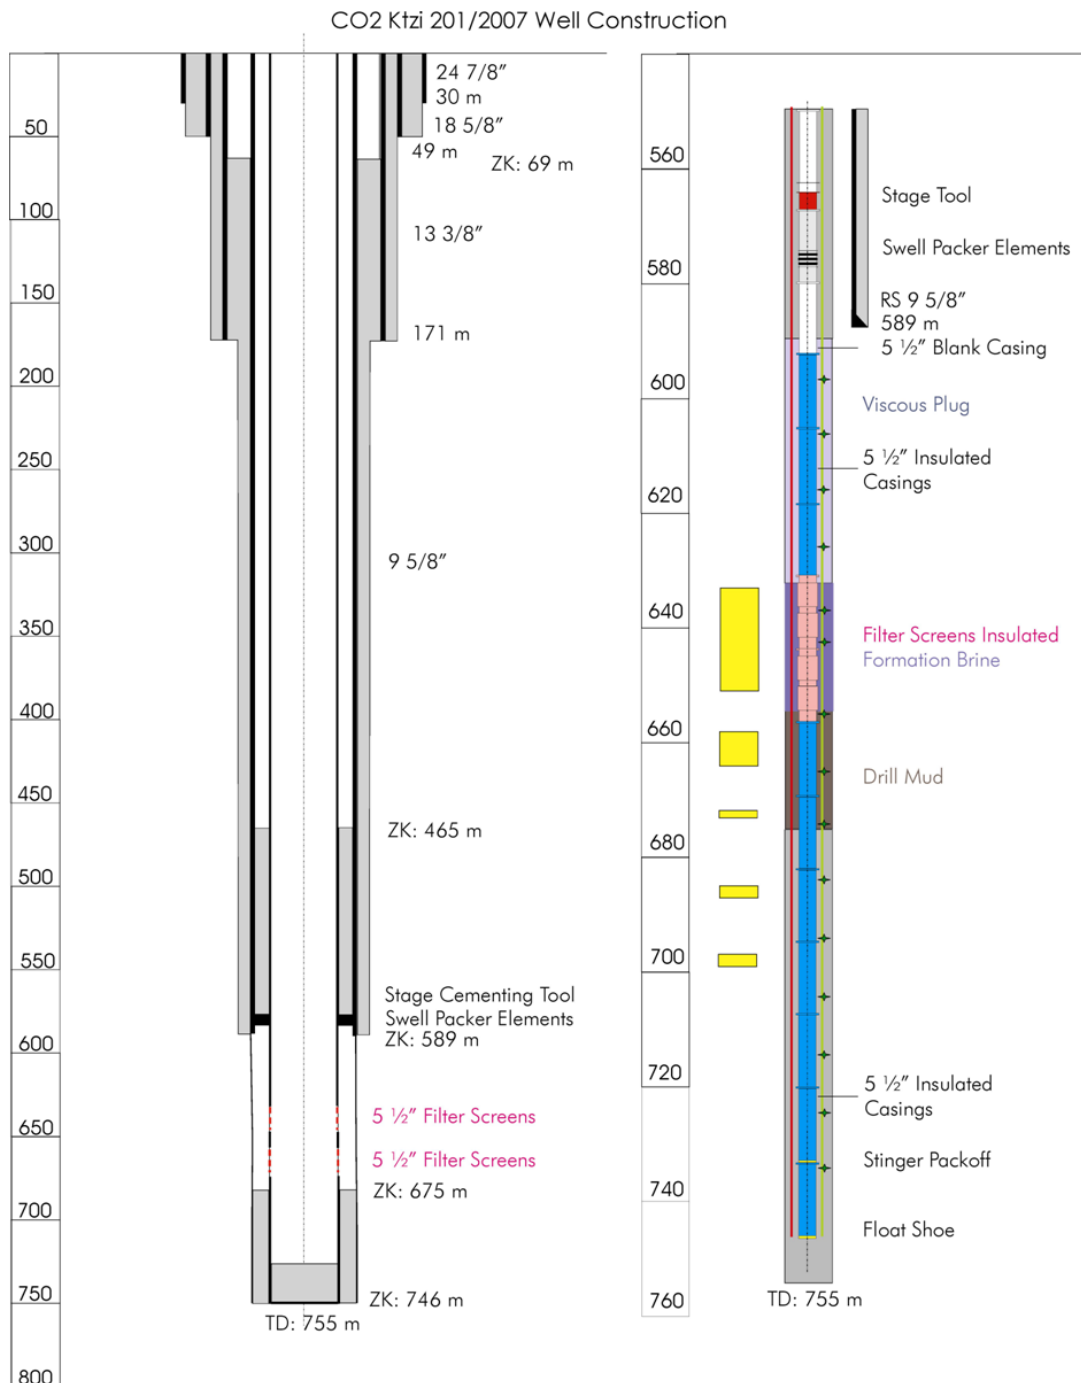 CO2 Ktzi 201/2007 Well Construction
24 7/8”
30 m
18 5/8”
49 m
ZK: 69 m
13 3/8”
171 m
9 5/8”
ZK: 465 m
Stage Cementing Tool
Swell Packer Elements
ZK: 589 m
5 ½” Filter Screens
5 ½” Filter Screens
ZK: 675 m
ZK: 746 m
TD: 755 m
50
100
150
200
250
300
350
400
450
500
550
600
650
700
750
800
560
580
600
620
640
660
680
700
720
740
760
Stage Tool
Swell Packer Elements
RS 9 5/8”
589 m
5 ½” Blank Casing
Viscous Plug
5 ½” Insulated
Casings
Filter Screens Insulated
Formation Brine
Drill Mud
5 ½” Insulated
Casings
Stinger Packoff
Float Shoe
TD: 755 m